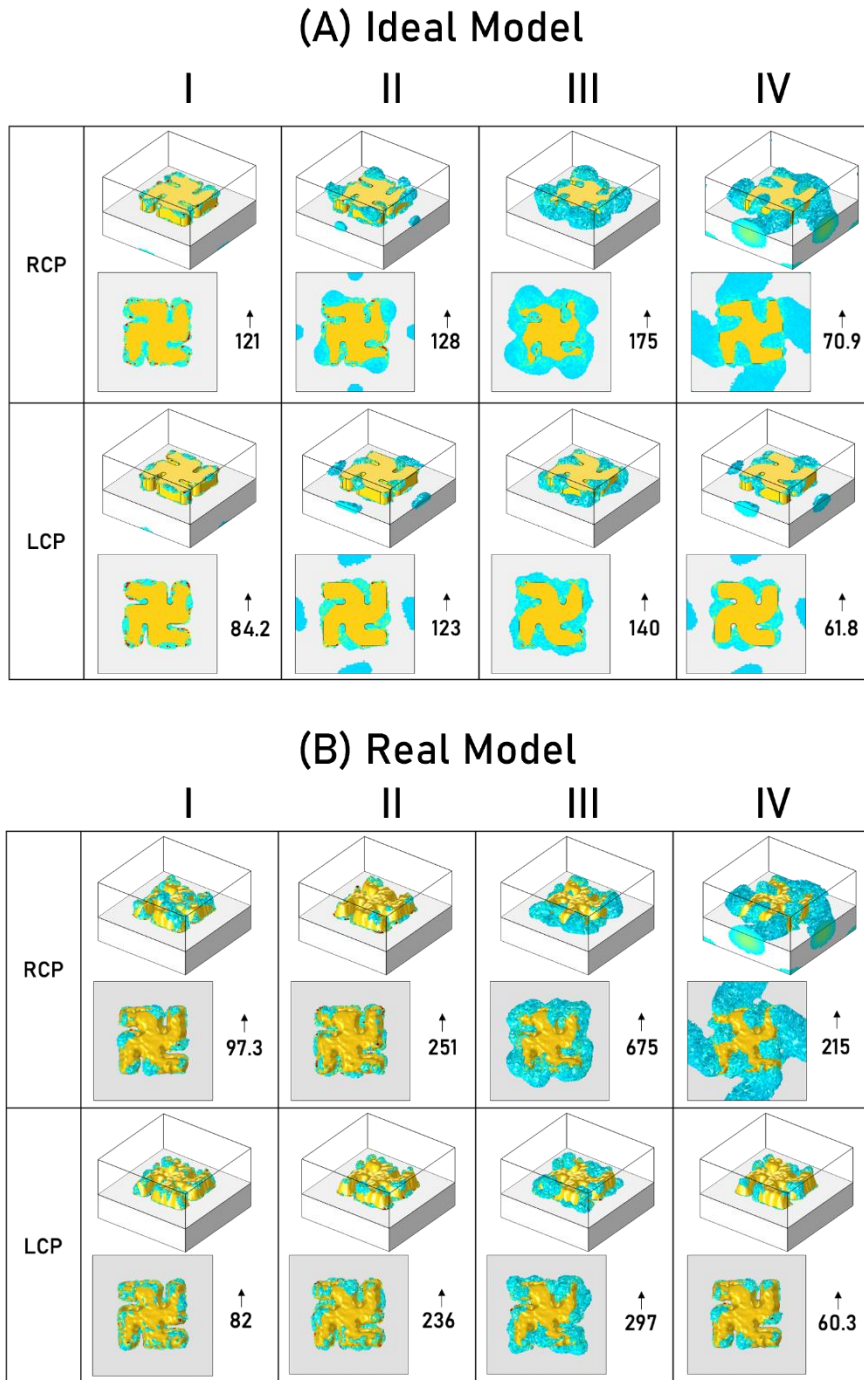 (A) Ideal Model
I II III IV
RCP
121 128 175 70.9
LCP
84.2 123 140 61.8
(B) Real Model
I II III IV
RCP
97.3 251 675 215
LCP
82 236 297 60.3